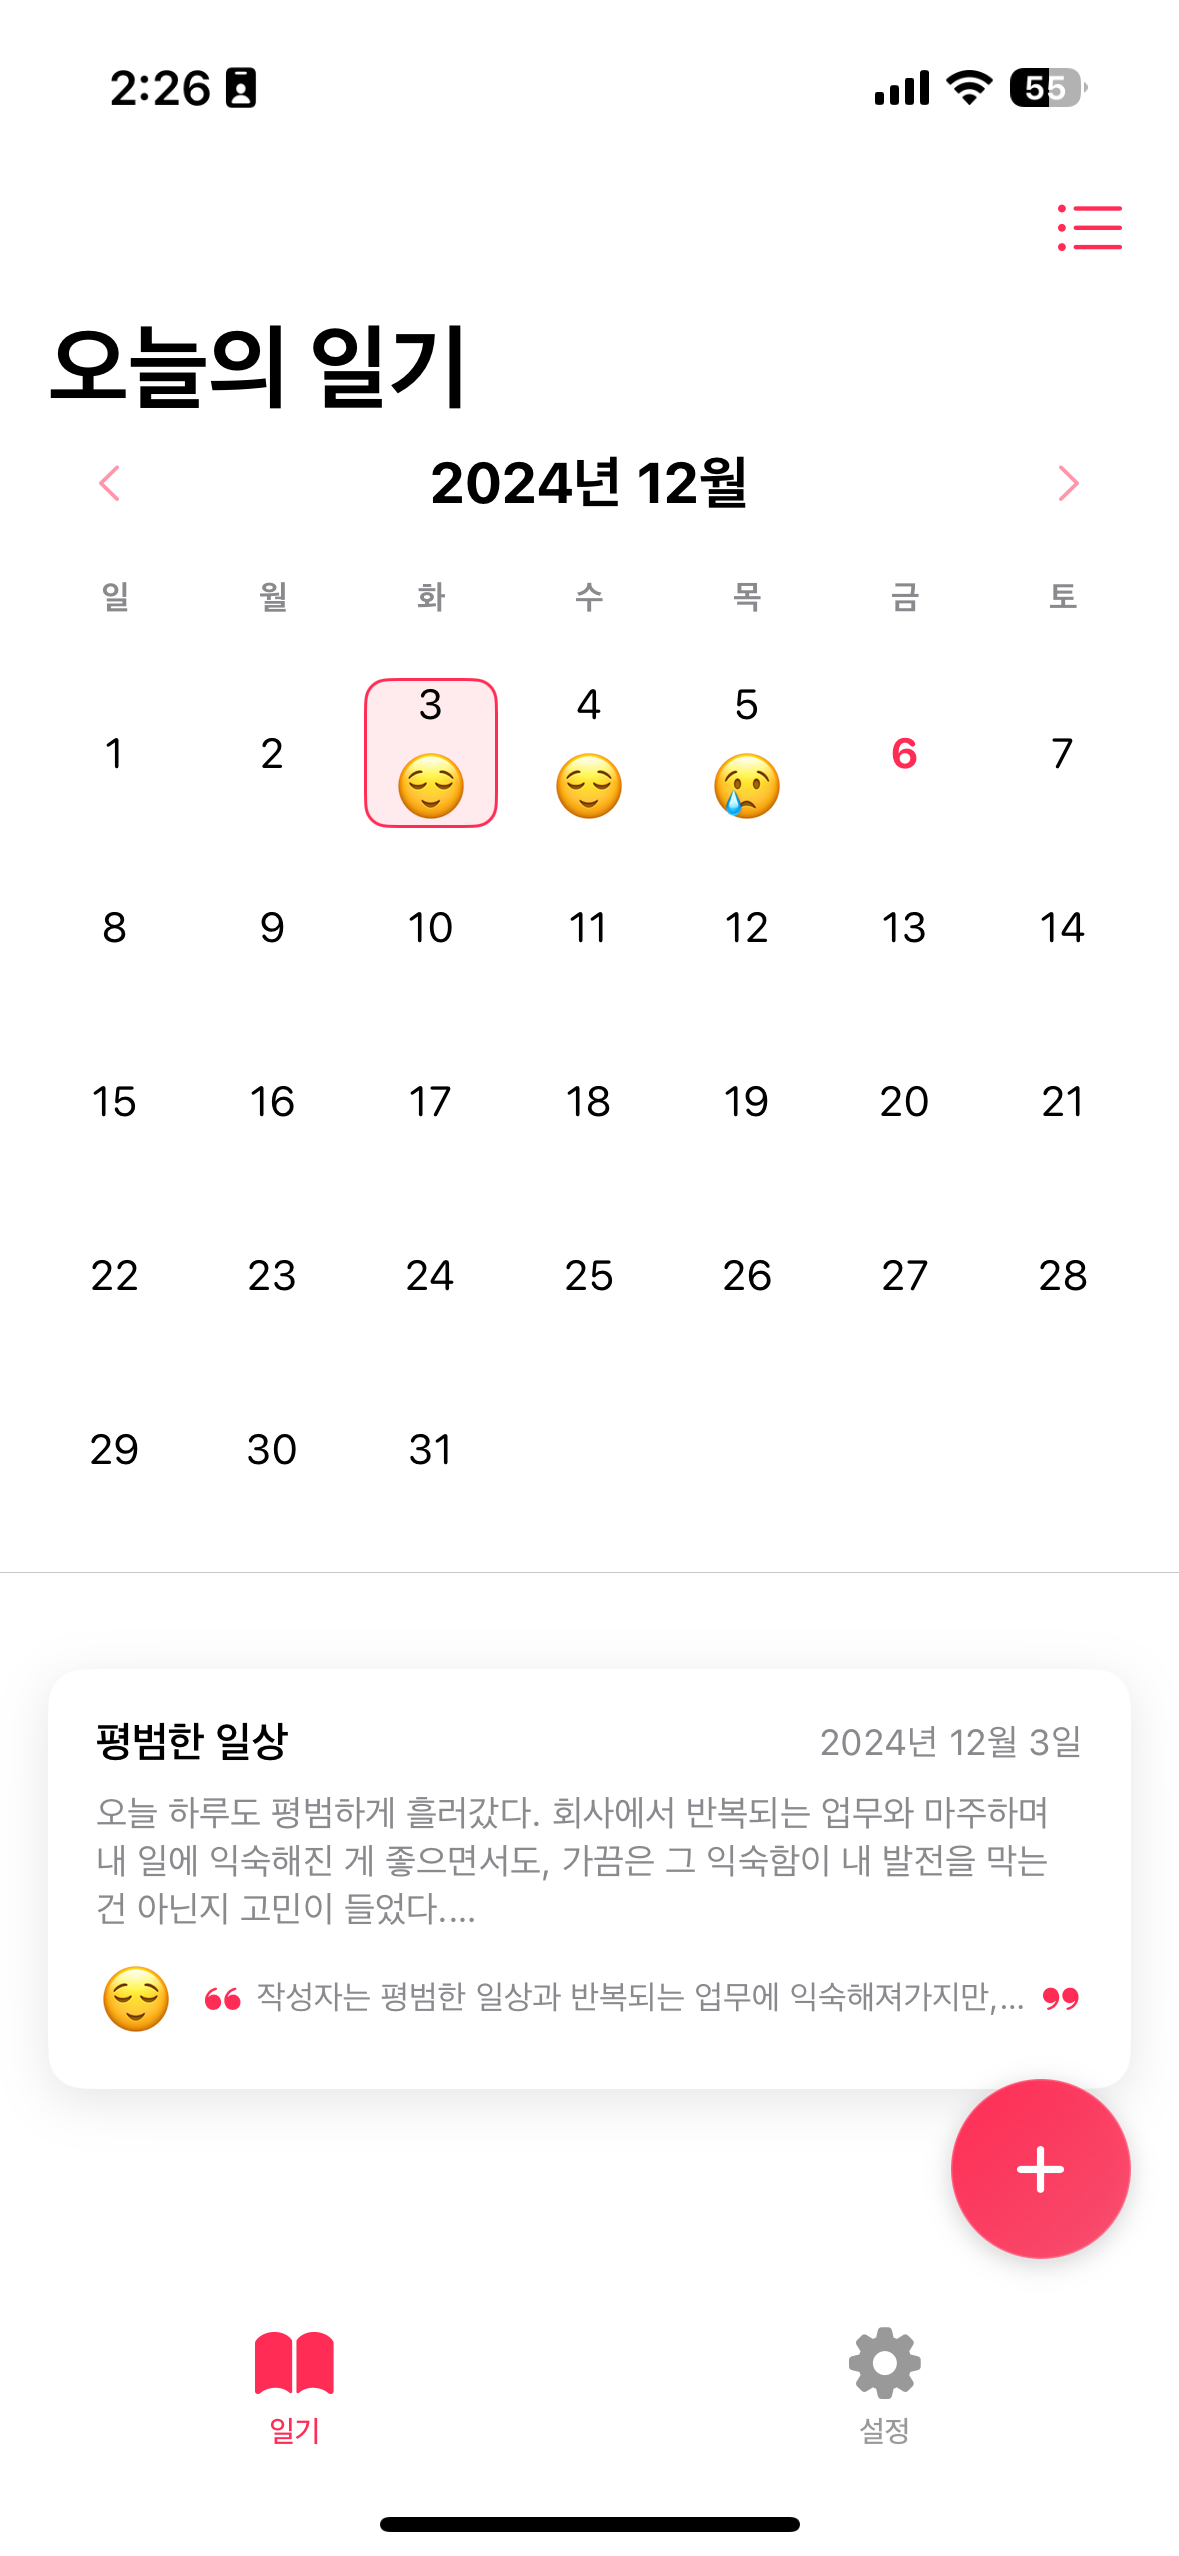 2:26
55
오늘의 일기
2024년 12월
일 월 화 수 목 금 토
1 2 3 4 5 6 7
8 9 10 11 12 13 14
15 16 17 18 19 20 21
22 23 24 25 26 27 28
29 30 31
평범한 일상 2024년 12월 3일
오늘 하루도 평범하게 흘러갔다. 회사에서 반복되는 업무와 마주하며
내 일에 익숙해진 게 좋으면서도, 가끔은 그 익숙함이 내 발전을 막는
건 아닌지 고민이 들었다....
❝ 작성자는 평범한 일상과 반복되는 업무에 익숙해져가지만,... ❞
일기 설정